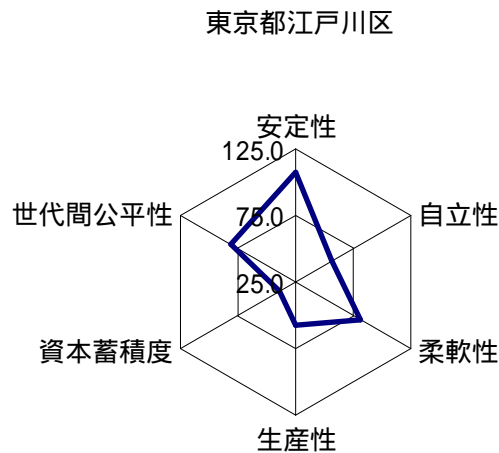 東京都江戸川区
安定性
125.0
世代間公平性
75.0
自立性
25.0
資本蓄積度
柔軟性
生産性